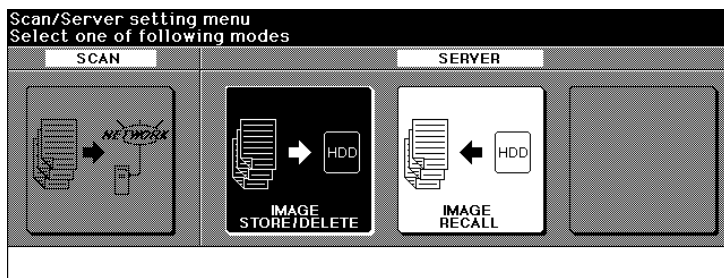 Scan/Server setting menu
Select one of following modes
SCAN
SERVER
NETWORK
HDD
HDD
IMAGE
STORE/DELETE
IMAGE
RECALL